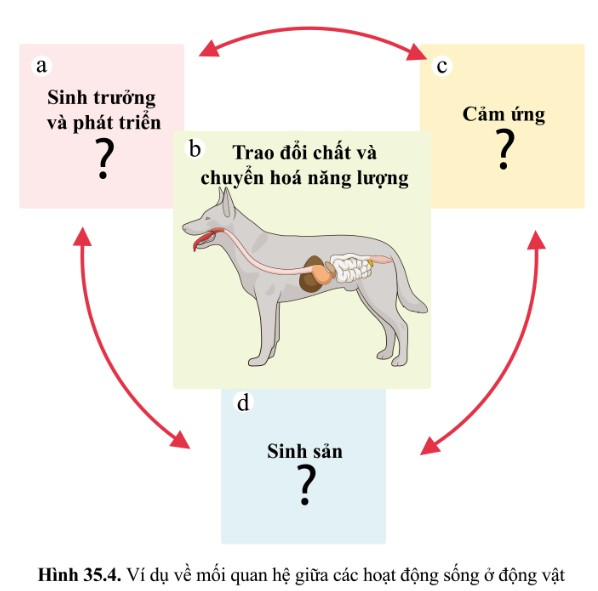 a
Sinh trưởng
và phát triển
?
c
Cảm ứng
?
b
Trao đổi chất và
chuyển hoá năng lượng
d
Sinh sản
?
Hình 35.4. Ví dụ về mối quan hệ giữa các hoạt động sống ở động vật